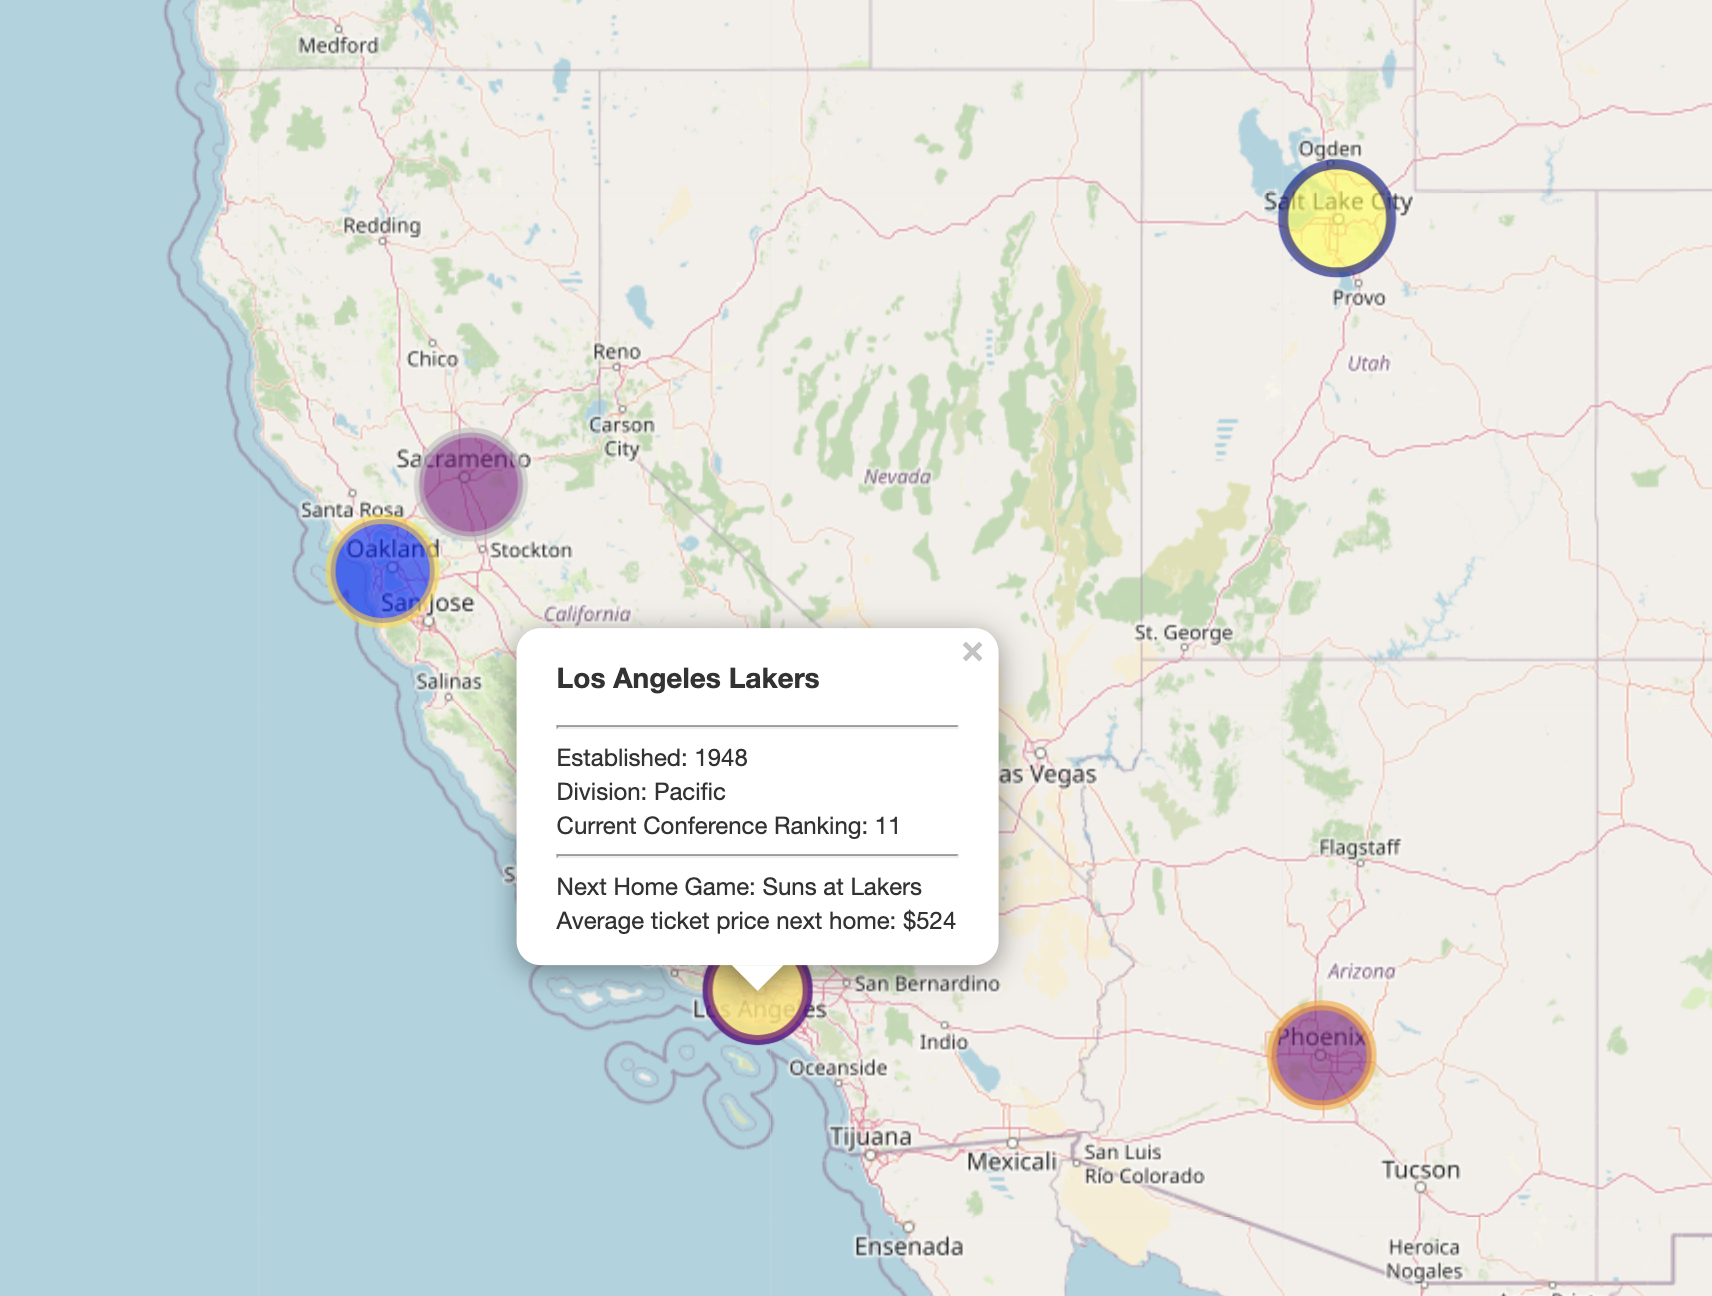 Medford
Ogden
Salt Lake City
Redding
Provo
Reno
Chico
Utah
Carson
City
Sacramento
Nevada
Santa Rosa
Oakland
Stockton
San Jose
California
St. George
Salinas
×
Los Angeles Lakers
Established: 1948
Division: Pacific
Current Conference Ranking: 11
Next Home Game: Suns at Lakers
Average ticket price next home: $524
as Vegas
Flagstaff
S
Arizona
San Bernardino
Los Angeles
Indio
Phoenix
Oceanside
Tijuana
Mexicali
San Luis
Río Colorado
Tucson
Ensenada
Heroica
Nogales